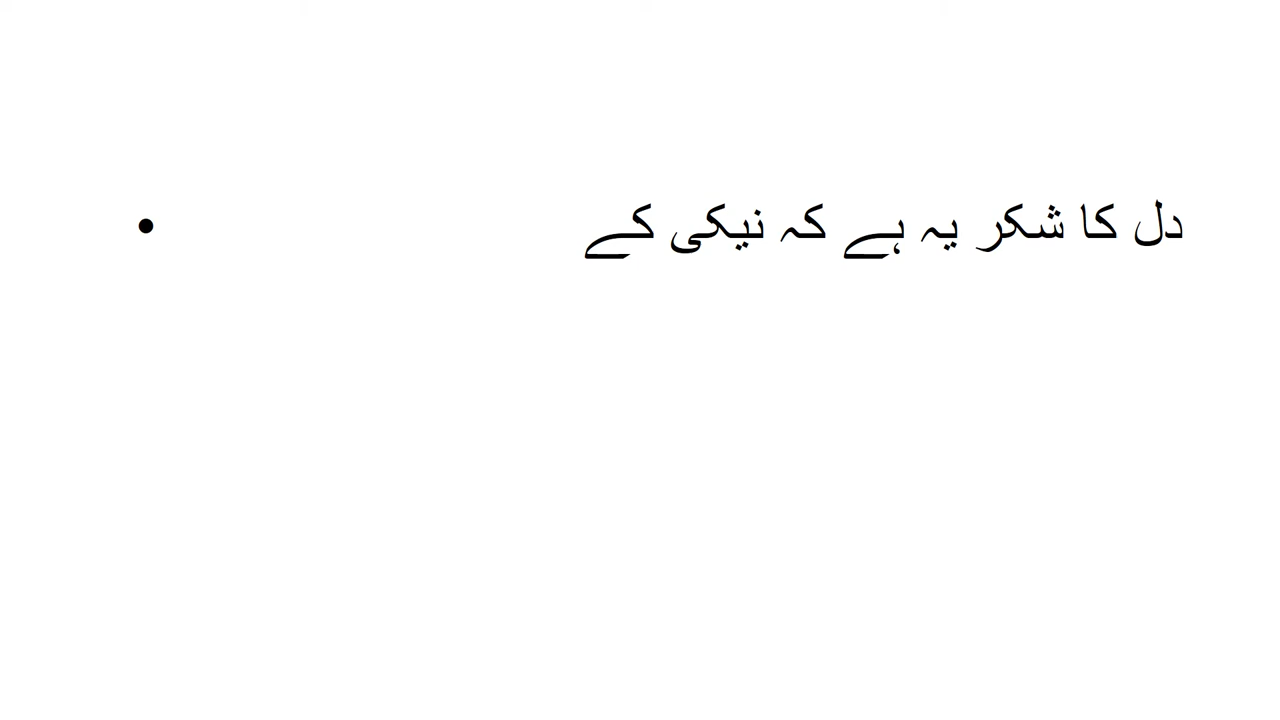 • دل کا شکر یہ ہے کہ نیکی کے